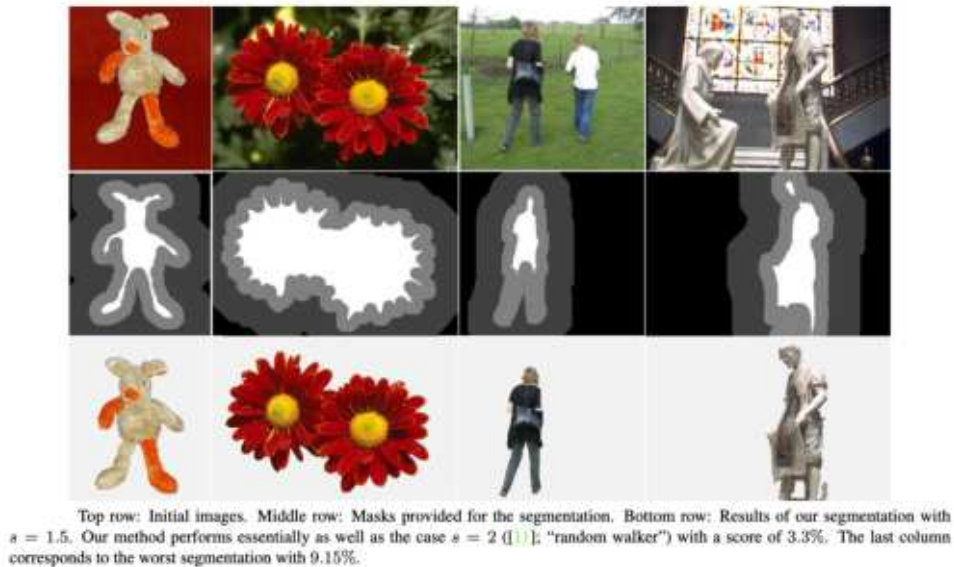 Top row: Initial images. Middle row: Masks provided for the segmentation. Bottom row: Results of our segmentation with
s = 1.5. Our method performs essentially as well as the case s = 2 ([1]; “random walker”) with a score of 3.3%. The last column
corresponds to the worst segmentation with 9.15%.